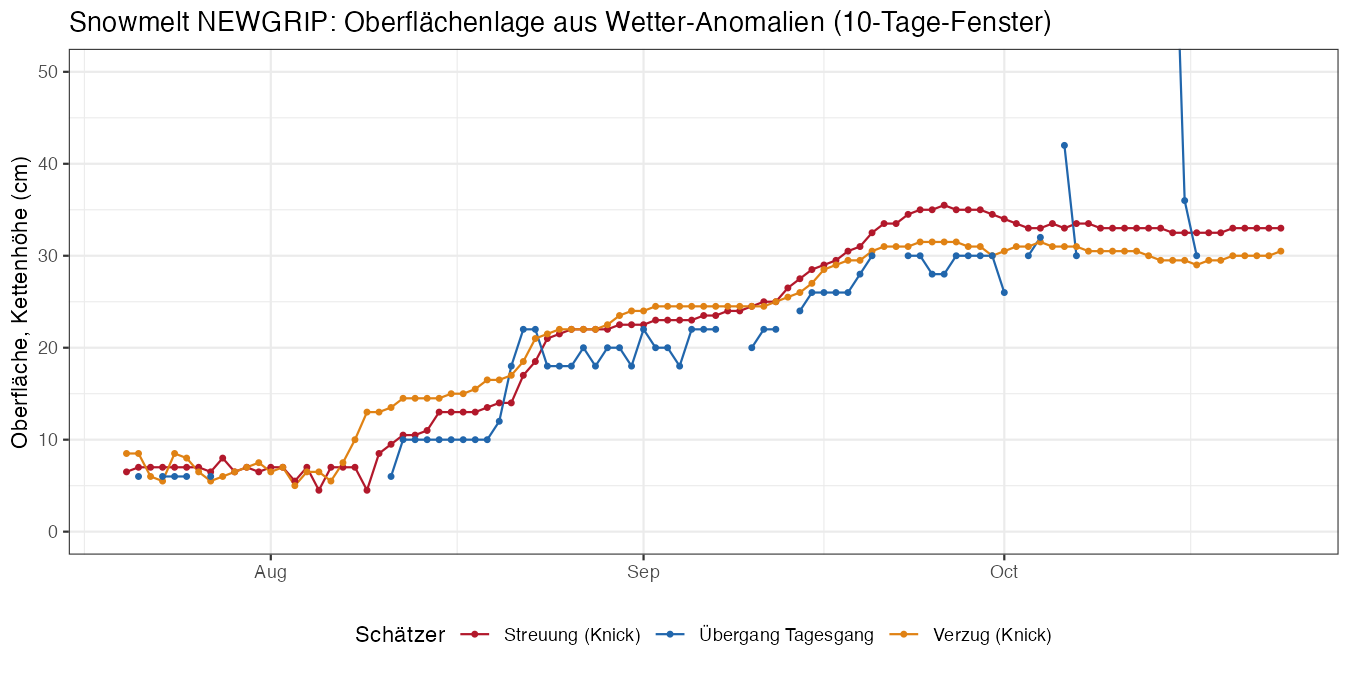 Snowmelt NEWGRIP: Oberflächenlage aus Wetter-Anomalien (10-Tage-Fenster)
Oberfläche, Kettenhöhe (cm)
50
40
30
20
10
0
Aug Sep Oct
Schätzer Streuung (Knick) Übergang Tagesgang Verzug (Knick)